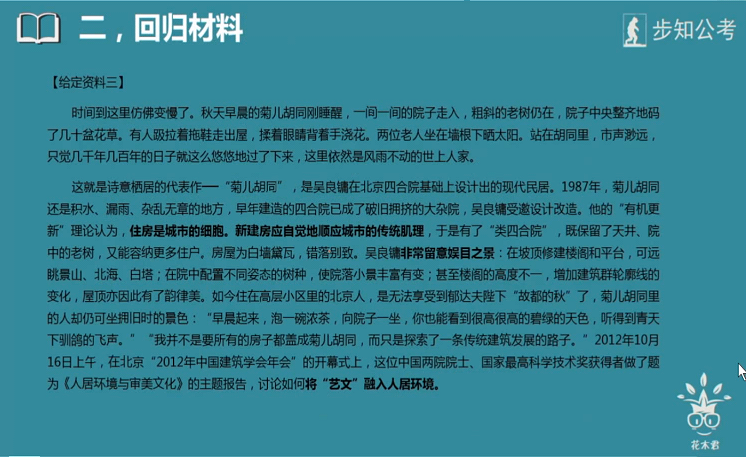 二，回归材料
步知公考
【给定资料三】
时间到这里仿佛变慢了。秋天早晨的菊儿胡同刚睡醒，一间一间的院子走入，粗斜的老树仍在，院子中央整齐地码
了几十盆花草。有人趿拉着拖鞋走出屋，揉着眼睛背着手浇花。两位老人坐在墙根下晒太阳。站在胡同里，市声渺远，
只觉几千年几百年的日子就这么悠悠地过了下来，这里依然是风雨不动的世上人家。
这就是诗意栖居的代表作──“菊儿胡同”，是吴良镛在北京四合院基础上设计出的现代民居。1987年，菊儿胡同
还是积水、漏雨、杂乱无章的地方，早年建造的四合院已成了破旧拥挤的大杂院，吴良镛受邀设计改造。他的“有机更
新”理论认为，住房是城市的细胞。新建房应自觉地顺应城市的传统肌理，于是有了“类四合院”，既保留了天井、院
中的老树，又能容纳更多住户。房屋为白墙黛瓦，错落别致。吴良镛非常留意娱目之景：在坡顶修建楼阁和平台，可远
眺景山、北海、白塔；在院中配置不同姿态的树种，使院落小景丰富有变；甚至楼阁的高度不一，增加建筑群轮廓线的
变化，屋顶亦因此有了韵律美。如今住在高层小区里的北京人，是无法享受到郁达夫陛下“故都的秋”了，菊儿胡同里
的人却仍可坐拥旧时的景色：“早晨起来，泡一碗浓茶，向院子一坐，你也能看到很高很高的碧绿的天色，听得到青天
下驯鸽的飞声。”“我并不是要所有的房子都盖成菊儿胡同，而只是探索了一条传统建筑发展的路子。”2012年10月
16日上午，在北京“2012年中国建筑学会年会”的开幕式上，这位中国两院院士、国家最高科学技术奖获得者做了题
为《人居环境与审美文化》的主题报告，讨论如何将“艺文”融入人居环境。
花木君